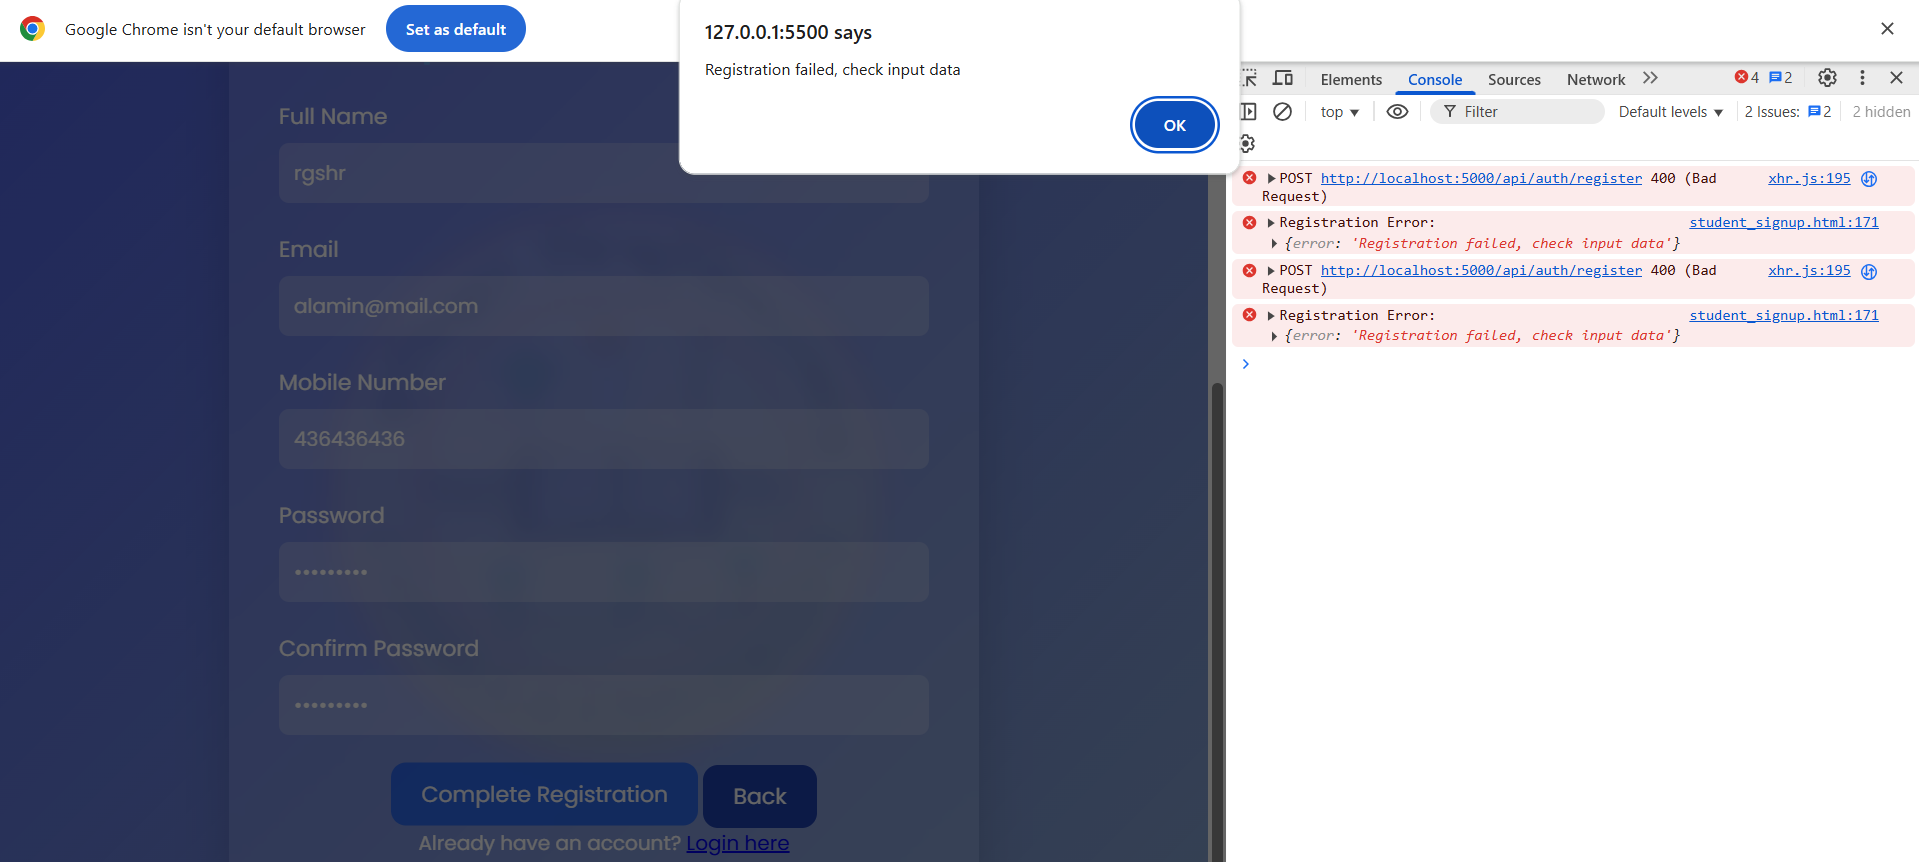 Google Chrome isn't your default browser
Set as default
127.0.0.1:5500 says
Registration failed, check input data
OK
Full Name
rgshr
Email
alamin@mail.com
Mobile Number
436436436
Password
•••••••••
Confirm Password
•••••••••
Complete Registration
Back
Already have an account? Login here
Elements Console Sources Network 4 2
top Filter Default levels 2 Issues: 2 2 hidden
POST http://localhost:5000/api/auth/register 400 (Bad xhr.js:195
Request)
Registration Error: student_signup.html:171
{error: 'Registration failed, check input data'}
POST http://localhost:5000/api/auth/register 400 (Bad xhr.js:195
Request)
Registration Error: student_signup.html:171
{error: 'Registration failed, check input data'}